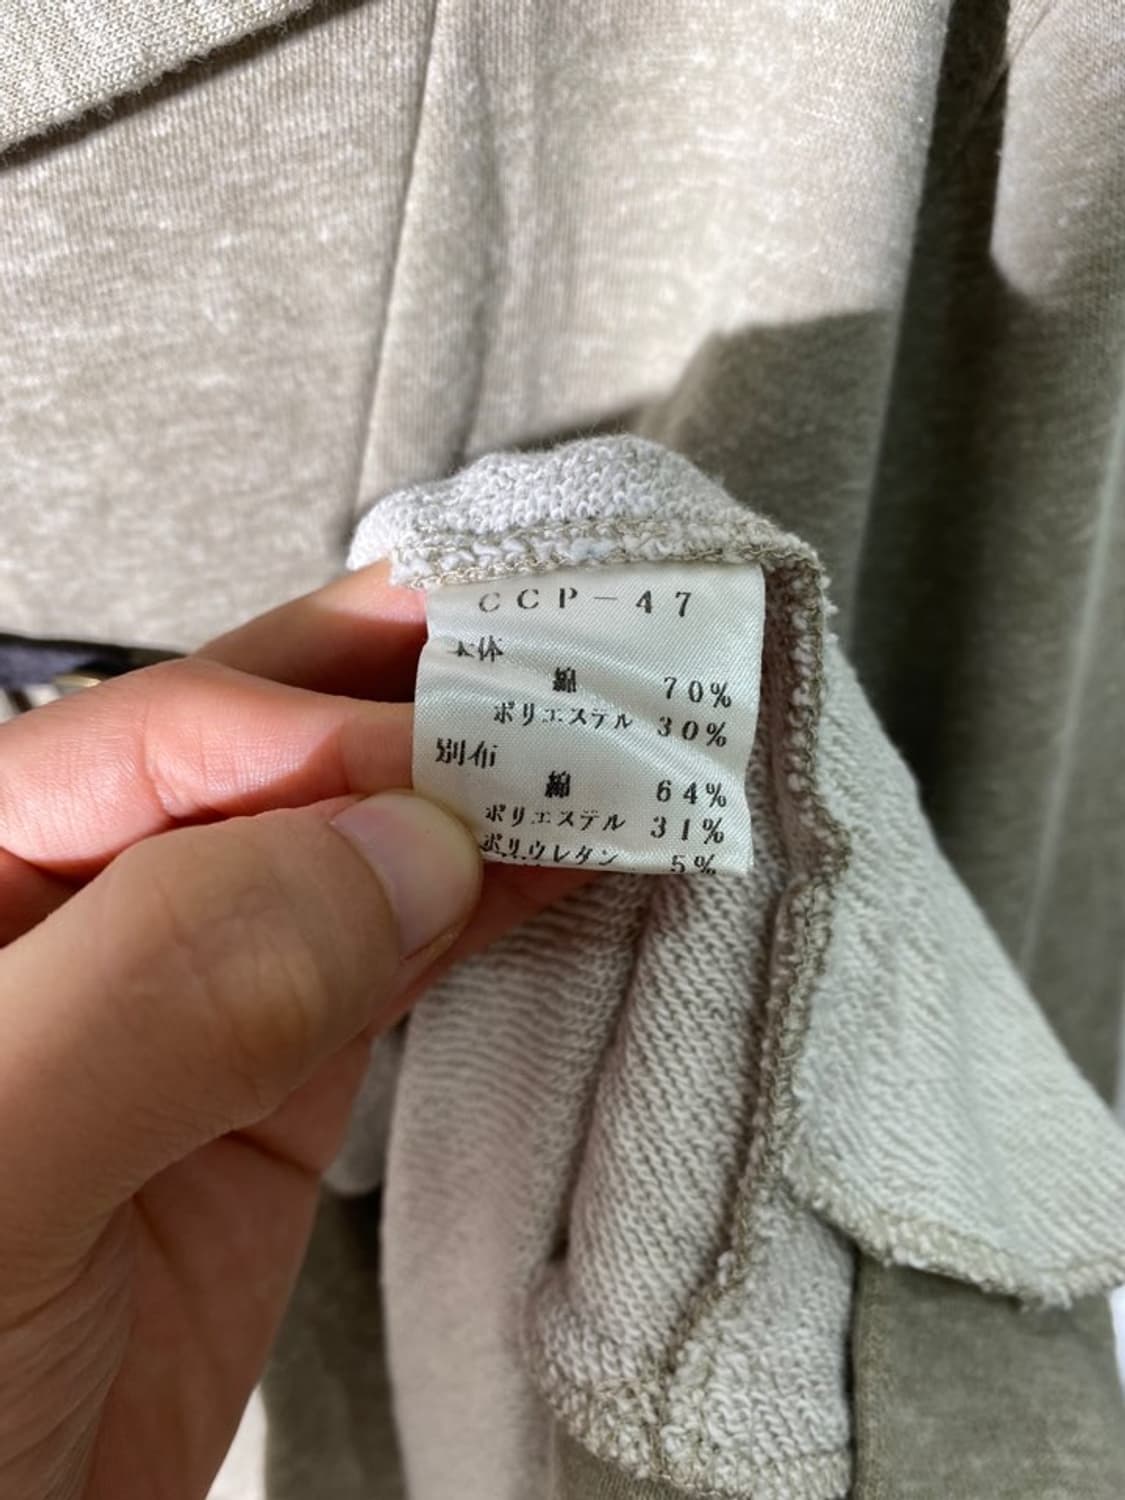 CCP-47
本体
綿 70%
ポリエステル 30%
別布
綿 64%
ポリエステル 31%
ポリウレタン 5%